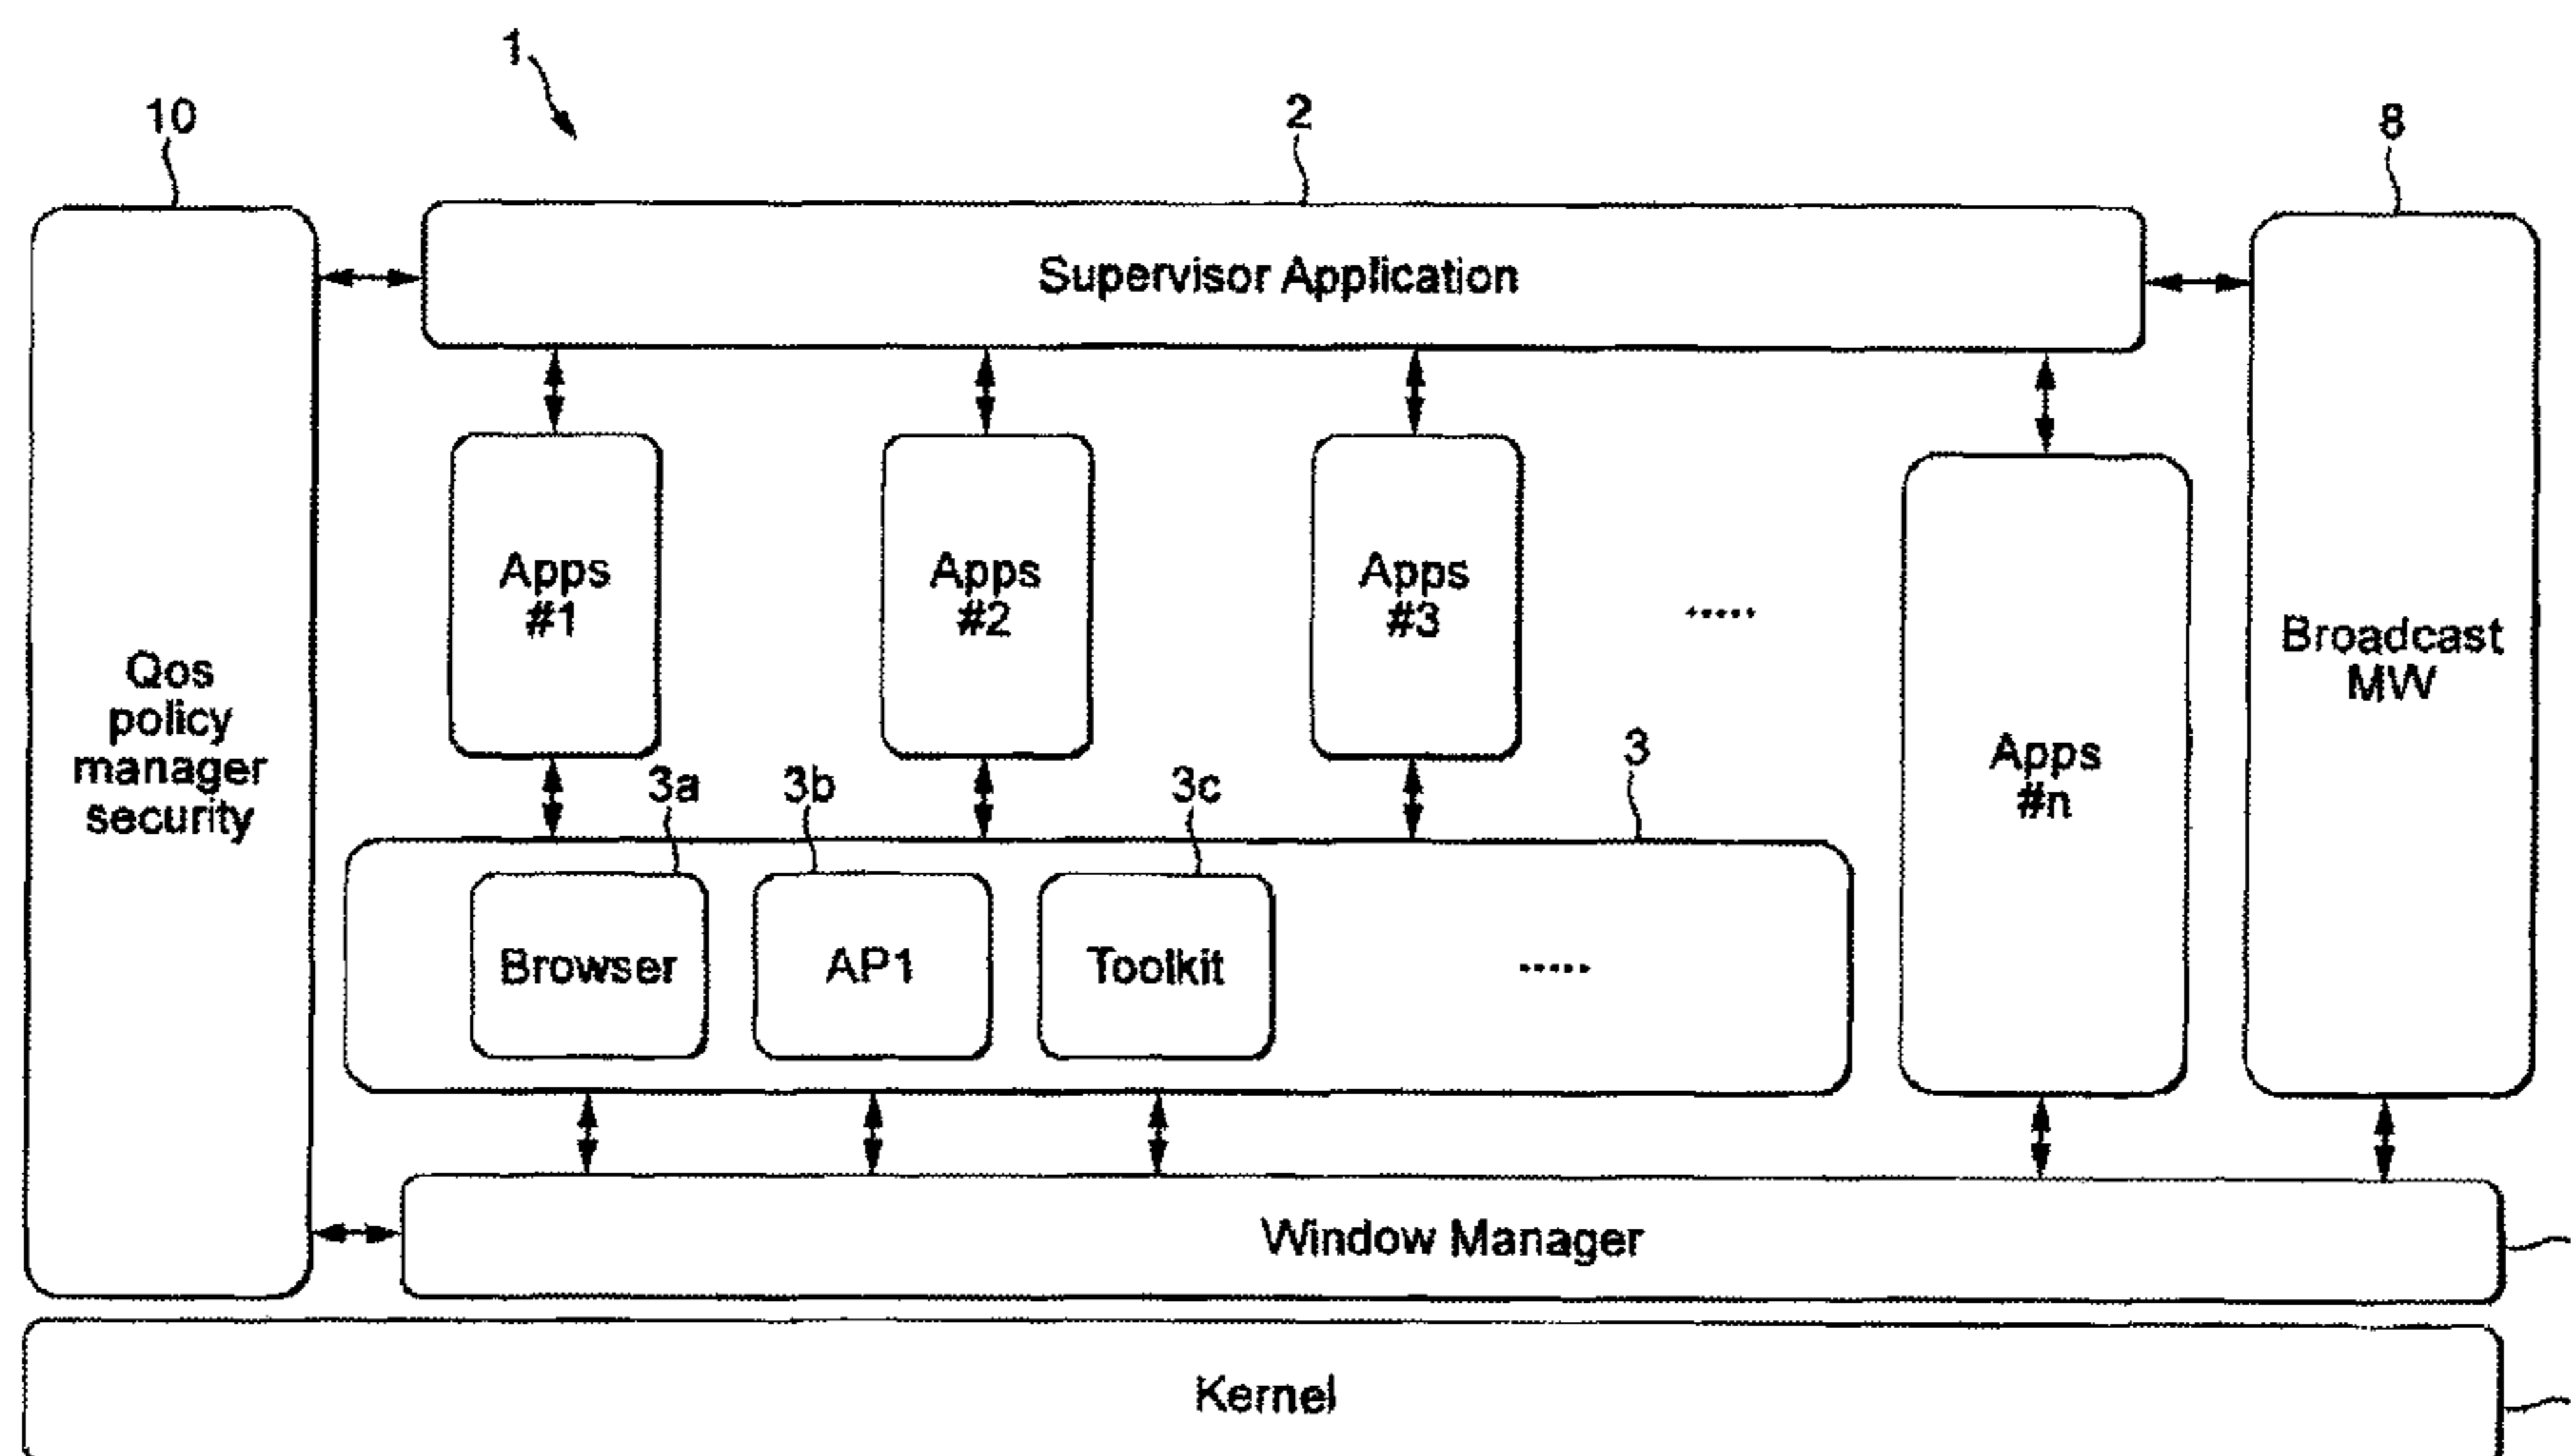 1
10
2
8
Supervisor Application
Apps
#1
Apps
#2
Apps
#3
.....
Apps
#n
Broadcast
MW
Qos
policy
manager
security
3a
3b
3c
3
Browser
AP1
Toolkit
.....
Window Manager
Kernel